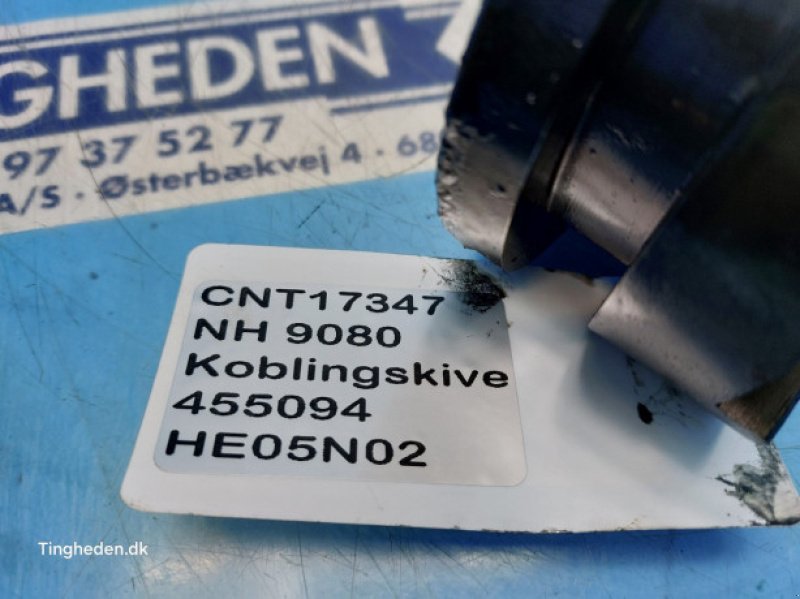 GHEDEN
97 37 52 77
A/S · Østerbækvej 4 · 68
CNT17347
NH 9080
Koblingskive
455094
HE05N02
Tingheden.dk